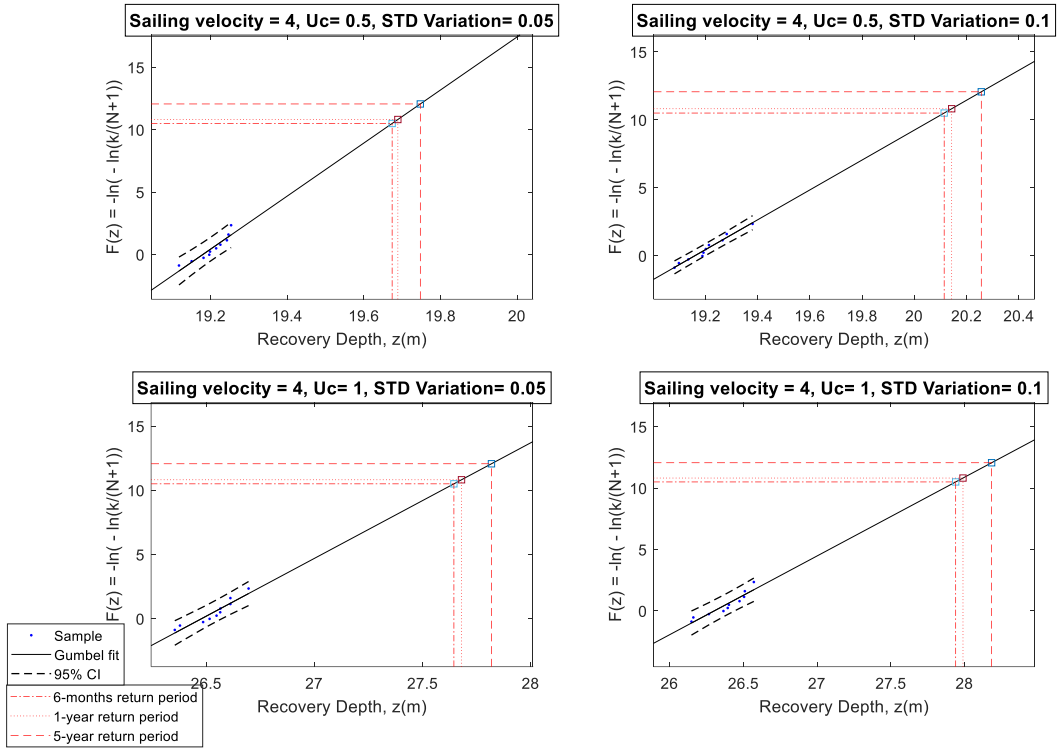 Sailing velocity = 4, Uc= 0.5, STD Variation= 0.05
15
10
5
0
F(z) = -ln( - ln(k/(N+1))
19.2
19.4
19.6
19.8
20
Recovery Depth, z(m)
Sailing velocity = 4, Uc= 0.5, STD Variation= 0.1
15
10
5
0
F(z) = -ln( - ln(k/(N+1))
19.2
19.4
19.6
19.8
20
20.2
20.4
Recovery Depth, z(m)
Sailing velocity = 4, Uc= 1, STD Variation= 0.05
15
10
5
0
F(z) = -ln( - ln(k/(N+1))
26.5
27
27.5
28
Recovery Depth, z(m)
Sailing velocity = 4, Uc= 1, STD Variation= 0.1
15
10
5
0
F(z) = -ln( - ln(k/(N+1))
26
26.5
27
27.5
28
Recovery Depth, z(m)
Sample
Gumbel fit
95% CI
6-months return period
1-year return period
5-year return period